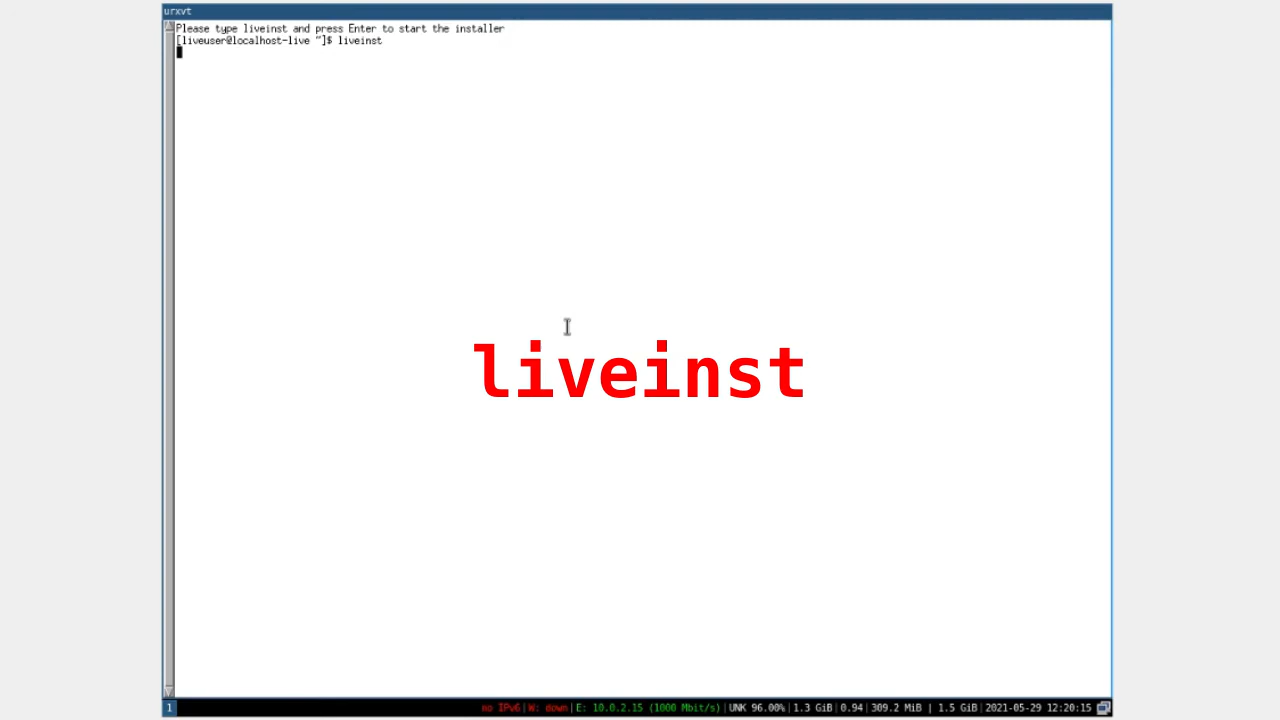 urxvt
Please type liveinst and press Enter to start the installer
[liveuser@localhost-live ~]$ liveinst
liveinst
1 no IPv6|W: down|E: 10.0.2.15 (1000 Mbit/s)|UNK 96.00%|1.3 GiB|0.94|309.2 MiB | 1.5 GiB|2021-05-29 12:20:15